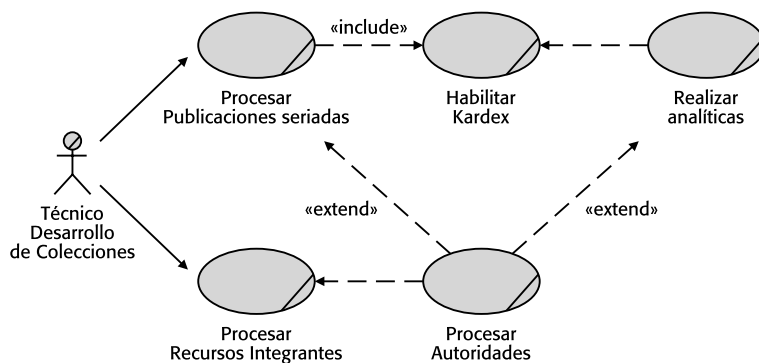 «include»
Procesar
Publicaciones seriadas
Habilitar
Kardex
Realizar
analíticas
Técnico
Desarrollo
de Colecciones
«extend»
«extend»
Procesar
Recursos Integrantes
Procesar
Autoridades